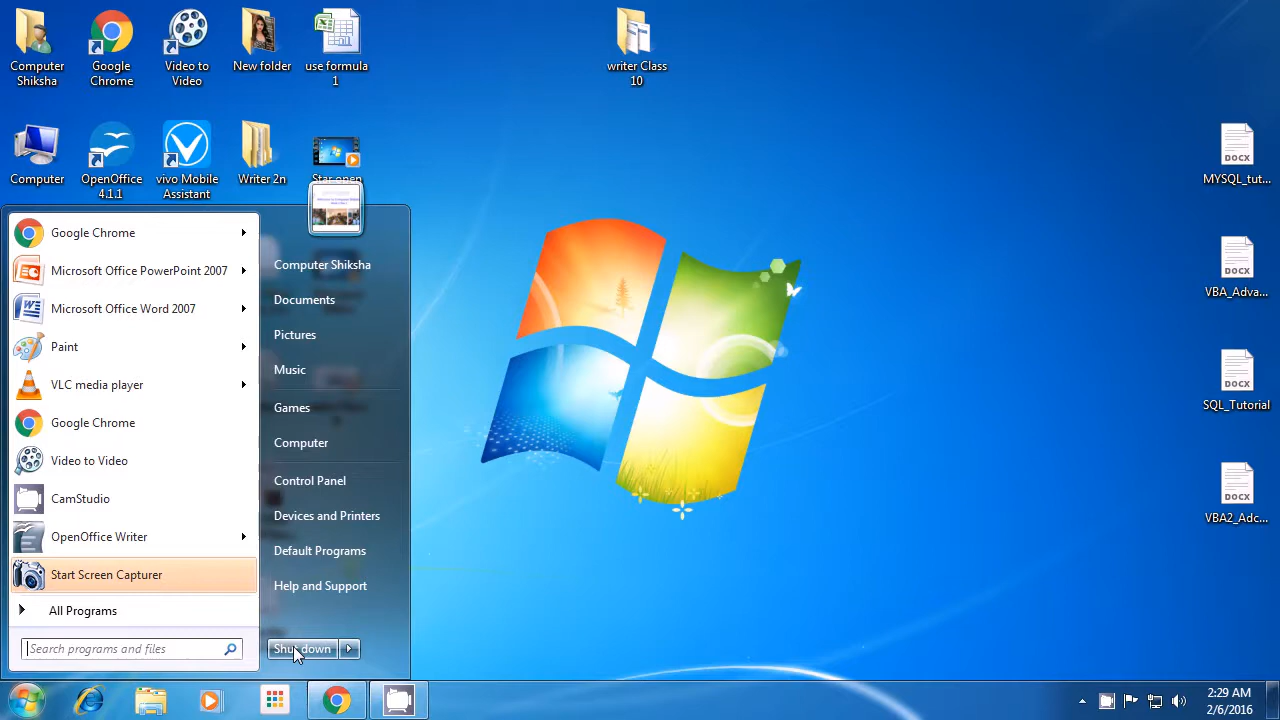 Computer
Shiksha
Google
Chrome
Video to
Video
New folder
use formula
1
writer Class
10
Computer
OpenOffice
4.1.1
vivo Mobile
Assistant
Writer 2n
Star open
MYSQL_tut...
VBA_Adva...
SQL_Tutorial
VBA2_Adc...
DOCX
DOCX
DOCX
DOCX
Google Chrome
Microsoft Office PowerPoint 2007
Microsoft Office Word 2007
Paint
VLC media player
Google Chrome
Video to Video
CamStudio
OpenOffice Writer
Start Screen Capturer
All Programs
Search programs and files
Computer Shiksha
Documents
Pictures
Music
Games
Computer
Control Panel
Devices and Printers
Default Programs
Help and Support
Shut down
2:29 AM
2/6/2016